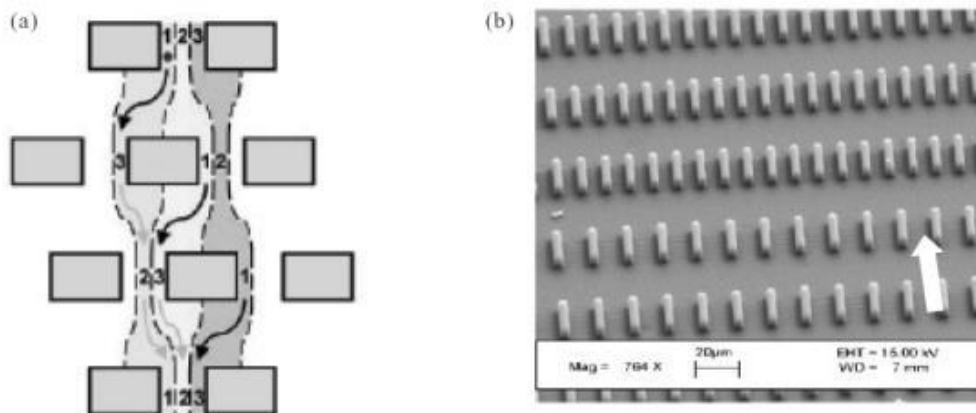 (a)
1 2 3
3 1 2
2 3 1
1 2 3
(b)
Mag = 764 X
20µm
EHT = 15.00 kV
WD = 7 mm